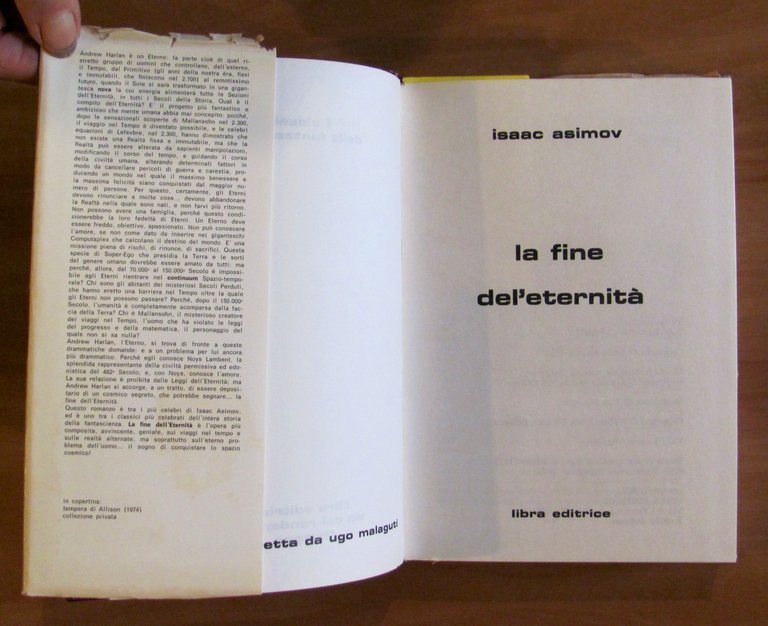 Andrew Harlan è un Eterno: fa parte cioè di quel ri-
stretto gruppo di uomini che controllano, dall'esterno,
il Tempo, dal Primitivo (gli anni della nostra èra, fissi
e immutabili, che finiscono nel 2.700) al remotissimo
futuro, quando il Sole si sarà trasformato in una gigan-
tesca nova la cui energia alimenterà tutte le Sezioni
dell'Eternità, in tutti i Secoli della Storia. Qual è il
compito dell'Eternità? E' il progetto più fantastico e
ambizioso che mente umana abbia mai concepito: poiché,
dopo le sensazionali scoperte di Mallansohn nel 2.300,
il viaggio nel Tempo è diventato possibile, e le celebri
equazioni di Lefevbre, nel 2.300, hanno dimostrato che
non esiste una Realtà fissa e immutabile, ma che la
Realtà può essere alterata da sapienti manipolazioni,
modificando il corso del tempo, e guidando il corso
della civiltà umana, alterando determinati fattori in
modo da cancellare pericoli di guerra e carestia, pro-
ducendo un mondo nel quale il massimo benessere e
la massima felicità siano conquistati dal maggior nu-
mero di persone. Per questo, certamente, gli Eterni
devono rinunciare a molte cose... devono abbandonare
la Realtà nella quale sono nati, e non farvi più ritorno.
Non possono avere una famiglia, perché questo condi-
zionerebbe la loro fedeltà di Eterni. Un Eterno deve
essere freddo, obiettivo, spassionato. Non può conoscere
l'amore, se non come dato da inserire nei giganteschi
Computaplex che calcolano il destino del mondo. E' una
missione piena di rischi, di rinunce, di sacrifici. Questa
specie di Super-Ego che presidia la Terra e le sorti
del genere umano dovrebbe essere amato da tutti: ma
perché, allora, dal 70.000º al 150.000º Secolo è impossi-
bile agli Eterni rientrare nel continuum Spazio-tempo-
rale? Chi sono gli abitanti dei misteriosi Secoli Perduti,
che hanno eretto una barriera nel Tempo oltre la quale
gli Eterni non possono passare? Perché, dopo il 150.000º
Secolo, l'umanità è completamente scomparsa dalla fac-
cia della Terra? Chi è Mallansohn, il misterioso creatore
dei viaggi nel Tempo, l'uomo che ha violato le leggi
del progresso e della matematica, il personaggio del
quale non si sa nulla?
Andrew Harlan, l'Eterno, si trova di fronte a queste
drammatiche domande: e a un problema per lui ancora
più drammatico. Perché egli conosce Noys Lambent, la
splendida rappresentante della civiltà permissiva ed edo-
nistica del 482º Secolo; e, con Noys, conosce l'amore.
La sua relazione è proibita dalle Leggi dell'Eternità; ma
Andrew Harlan si accorge, a un tratto, di essere deposi-
tario di un cosmico segreto, che potrebbe segnare... la
fine dell'Eternità.
Questo romanzo è tra i più celebri di Isaac Asimov,
ed è uno tra i classici più celebrati dell'intera storia
della fantascienza. La fine dell'Eternità è l'opera più
composita, avvincente, geniale, sui viaggi nel tempo e
sulle realtà alternate, ma soprattutto sull'eterno pro-
blema dell'uomo... il sogno di conquistare lo spazio
cosmico!
in copertina:
tempera di Allison (1974)
collezione privata
etta da ugo malaguti
isaac asimov
la fine
del'eternità
libra editrice